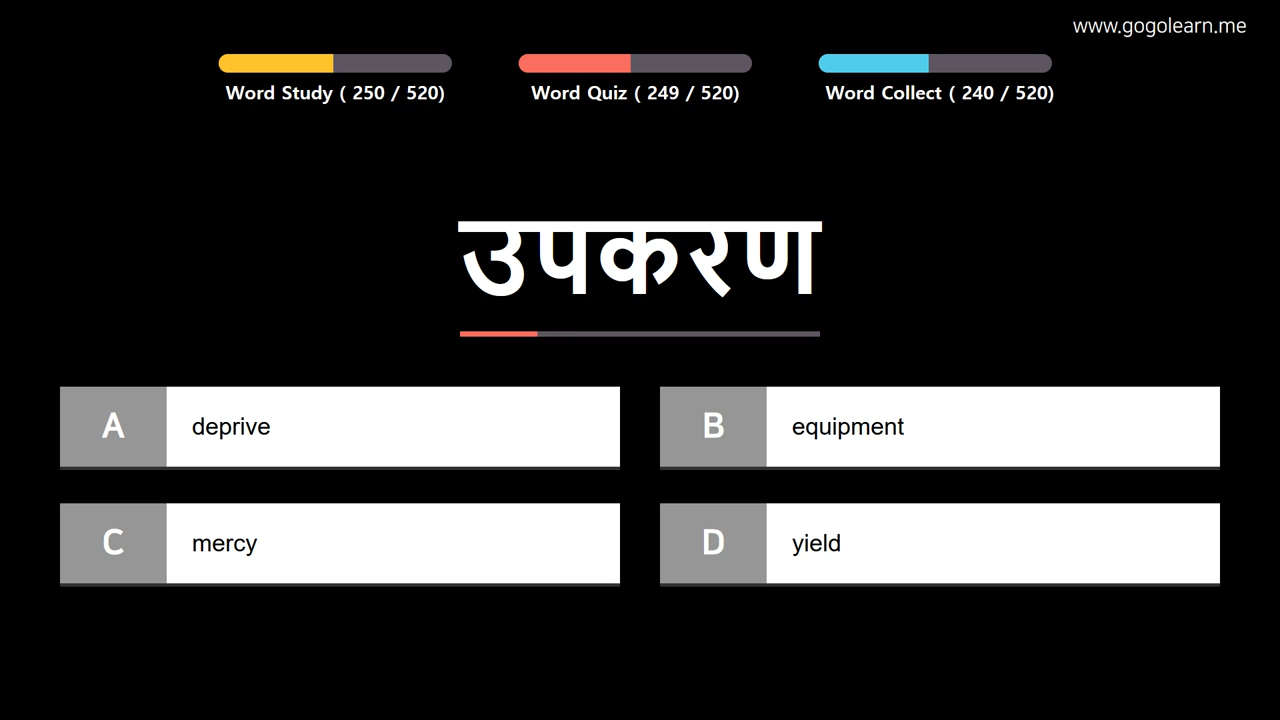 www.gogolearn.me
Word Study ( 250 / 520)
Word Quiz ( 249 / 520)
Word Collect ( 240 / 520)
उपकरण
A deprive
B equipment
C mercy
D yield